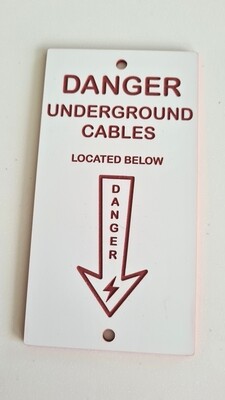 DANGER
UNDERGROUND
CABLES
LOCATED BELOW
DANGER